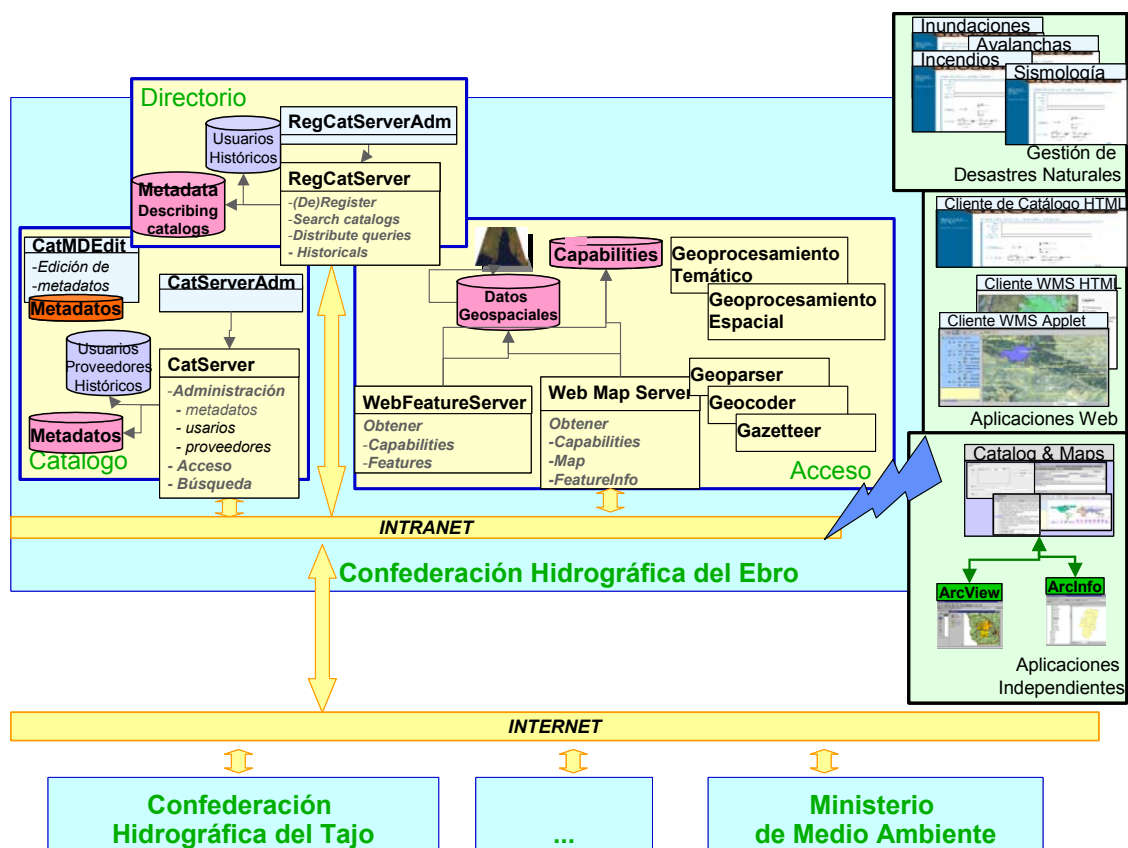 Directorio
Usuarios
Históricos
RegCatServerAdm
RegCatServer
-(De)Register
-Search catalogs
-Distribute queries
- Historicals
Metadata
Describing
catalogs
CatMDEdit
-Edición de
-metadatos
Metadatos
CatServerAdm
Usuarios
Proveedores
Históricos
CatServer
-Administración
- metadatos
- usarios
- proveedores
- Acceso
- Búsqueda
Metadatos
Catálogo
Capabilities
Datos
Geospaciales
Geoprocesamiento
Temático
Geoprocesamiento
Espacial
WebFeatureServer
Obtener
-Capabilities
-Features
Web Map Server
Obtener
-Capabilities
-Map
-FeatureInfo
Geoparser
Geocoder
Gazetteer
Acceso
INTRANET
Confederación Hidrográfica del Ebro
Inundaciones
Avalanchas
Incendios
Sismología
Gestión de
Desastres Naturales
Cliente de Catálogo HTML
Cliente WMS HTML
Cliente WMS Applet
Aplicaciones Web
Catalog & Maps
ArcView
ArcInfo
Aplicaciones
Independientes
INTERNET
Confederación
Hidrográfica del Tajo
...
Ministerio
de Medio Ambiente